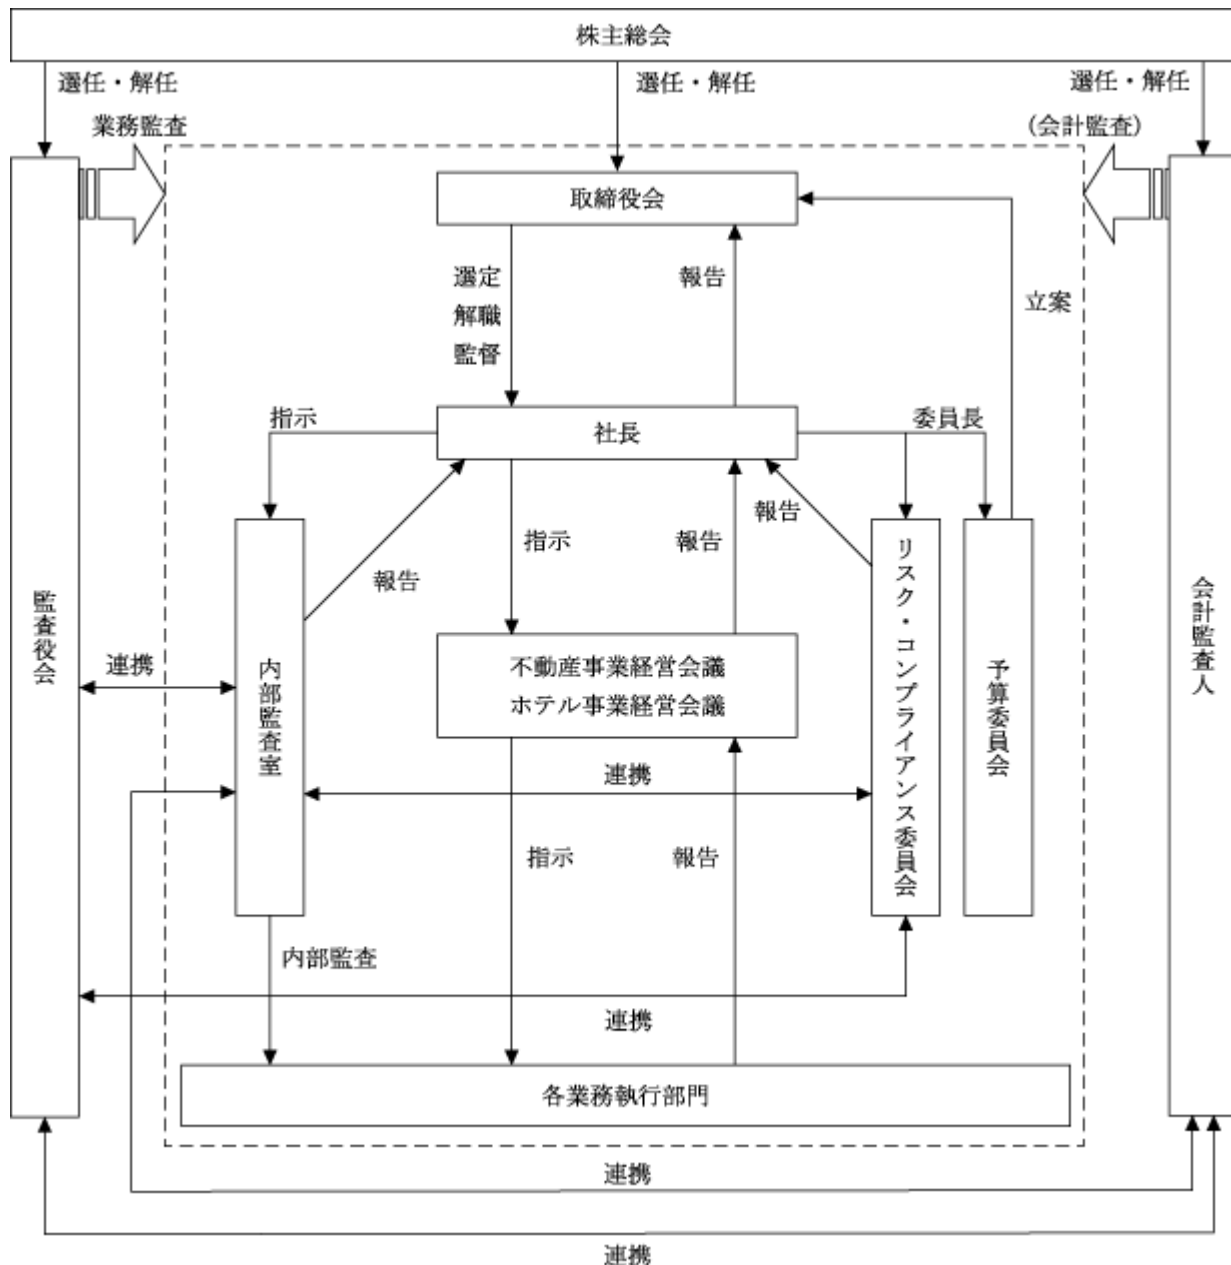 株主総会
選任・解任
選任・解任
選任・解任
業務監査
(会計監査)
取締役会
選定
解職
監督
報告
立案
指示
社長
委員長
報告
指示
報告
報告
監査役会
連携
内部監査室
不動産事業経営会議
ホテル事業経営会議
リスク・コンプライアンス委員会
予算委員会
会計監査人
連携
指示
報告
内部監査
連携
各業務執行部門
連携
連携